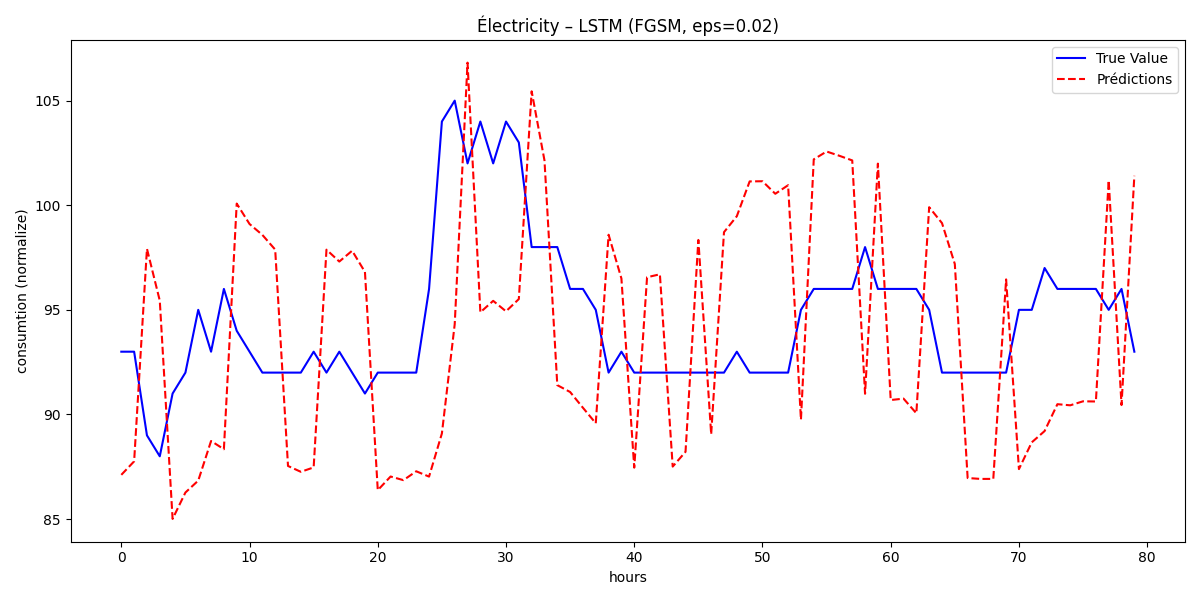 Électricity – LSTM (FGSM, eps=0.02)
True Value
Prédictions
consumtion (normalize)
105
100
95
90
85
0 10 20 30 40 50 60 70 80
hours